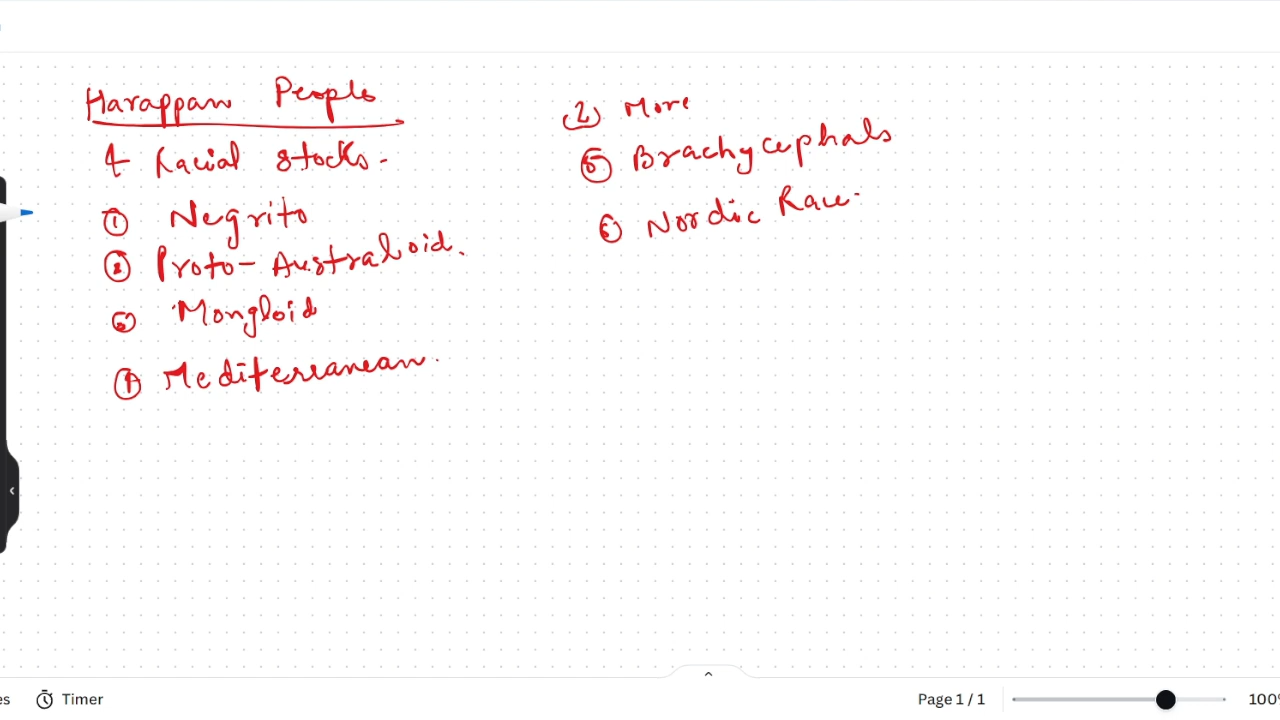 Harappan People
4 Racial stocks.
① Negrito
② Proto-Australoid.
③ Mongloid
④ Mediterranean.
(2) More
⑤ Brachycephals
⑥ Nordic Race.
Timer
Page 1 / 1
100%